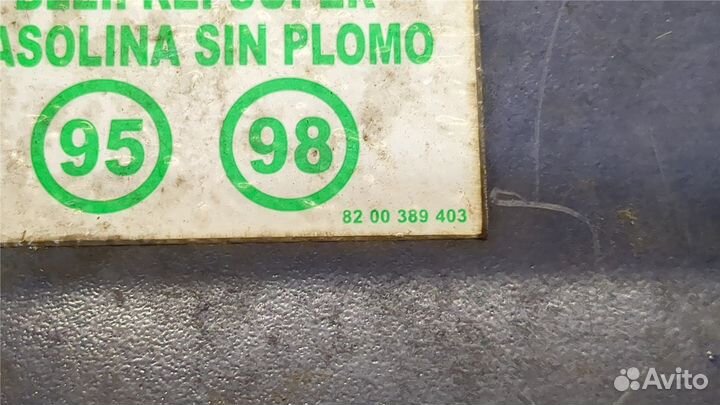 ASOLINA SIN PLOMO
95 98
82 00 389 403
Avito